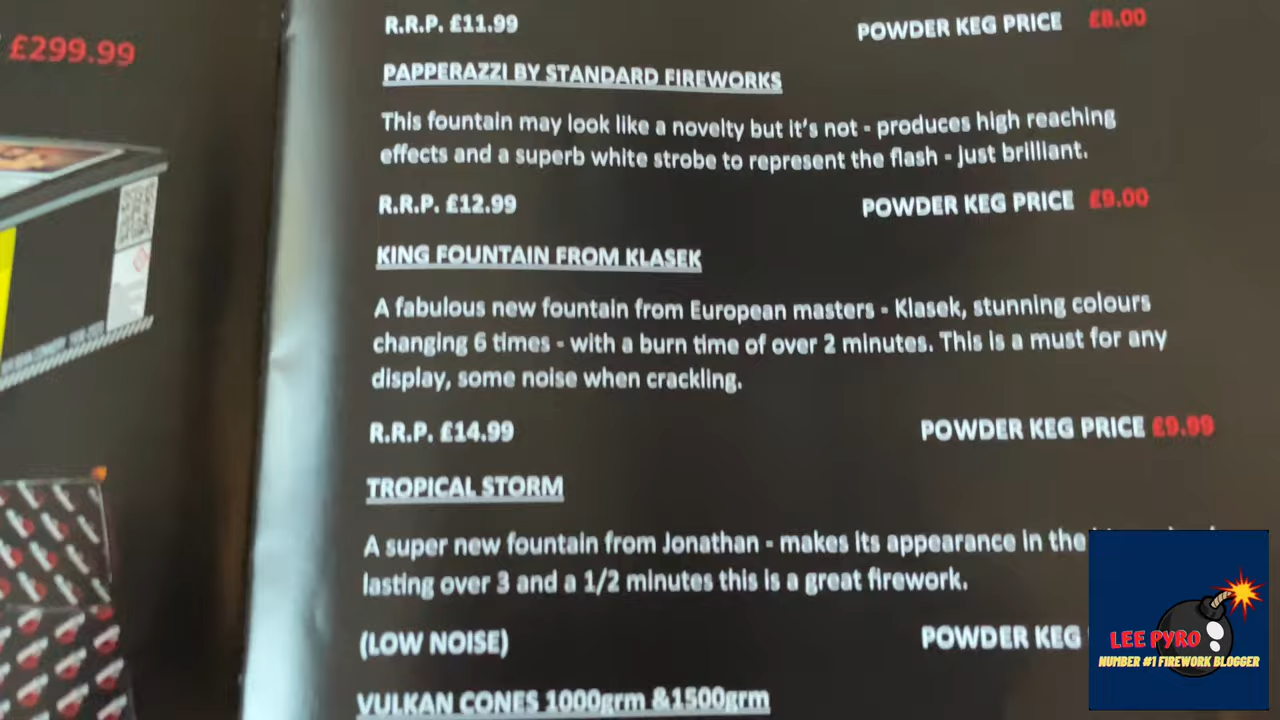 £299.99
R.R.P. £11.99 POWDER KEG PRICE £8.00
PAPPERAZZI BY STANDARD FIREWORKS
This fountain may look like a novelty but it's not - produces high reaching
effects and a superb white strobe to represent the flash - just brilliant.
R.R.P. £12.99 POWDER KEG PRICE £9.00
KING FOUNTAIN FROM KLASEK
A fabulous new fountain from European masters - Klasek, stunning colours
changing 6 times - with a burn time of over 2 minutes. This is a must for any
display, some noise when crackling.
R.R.P. £14.99 POWDER KEG PRICE £9.99
TROPICAL STORM
A super new fountain from Jonathan - makes its appearance in the
lasting over 3 and a 1/2 minutes this is a great firework.
(LOW NOISE) POWDER KEG
VULKAN CONES 1000grm &1500grm
LEE PYRO
NUMBER #1 FIREWORK BLOGGER